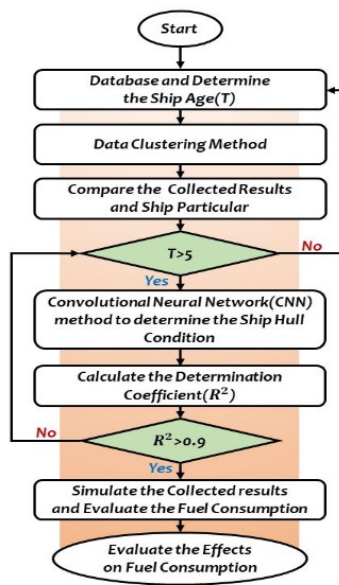 Start
Database and Determine
the Ship Age(T)
Data Clustering Method
Compare the Collected Results
and Ship Particular
T>5
No
Yes
Convolutional Neural Network(CNN)
method to determine the Ship Hull
Condition
Calculate the Determination
Coefficient(R²)
No
R²>0.9
Yes
Simulate the Collected results
and Evaluate the Fuel Consumption
Evaluate the Effects
on Fuel Consumption